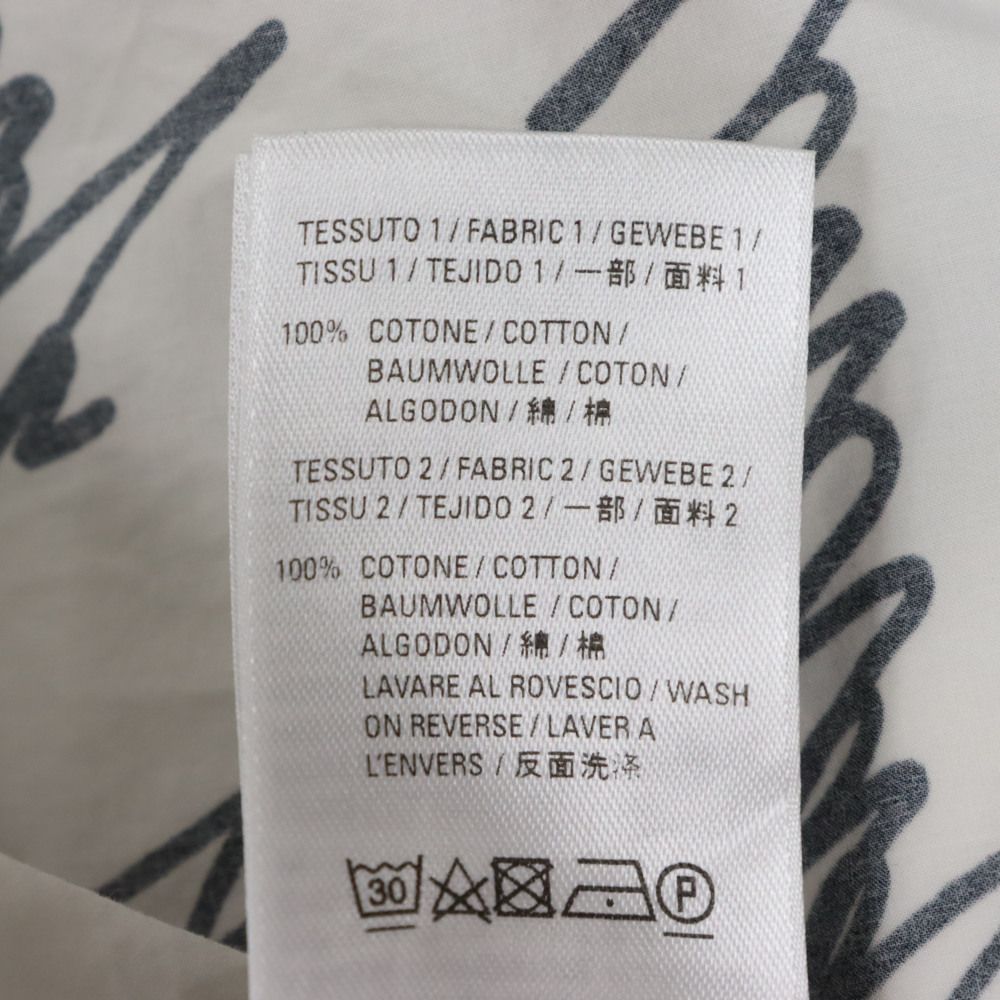 TESSUTO 1 / FABRIC 1 / GEWEBE 1 /
TISSU 1 / TEJIDO 1 / 一部 / 面料 1
100% COTONE / COTTON /
BAUMWOLLE / COTON /
ALGODON / 綿 / 棉
TESSUTO 2 / FABRIC 2 / GEWEBE 2 /
TISSU 2 / TEJIDO 2 / 一部 / 面料 2
100% COTONE / COTTON /
BAUMWOLLE / COTON /
ALGODON / 綿 / 棉
LAVARE AL ROVESCIO / WASH
ON REVERSE / LAVER A
L'ENVERS / 反面洗涤
30 P